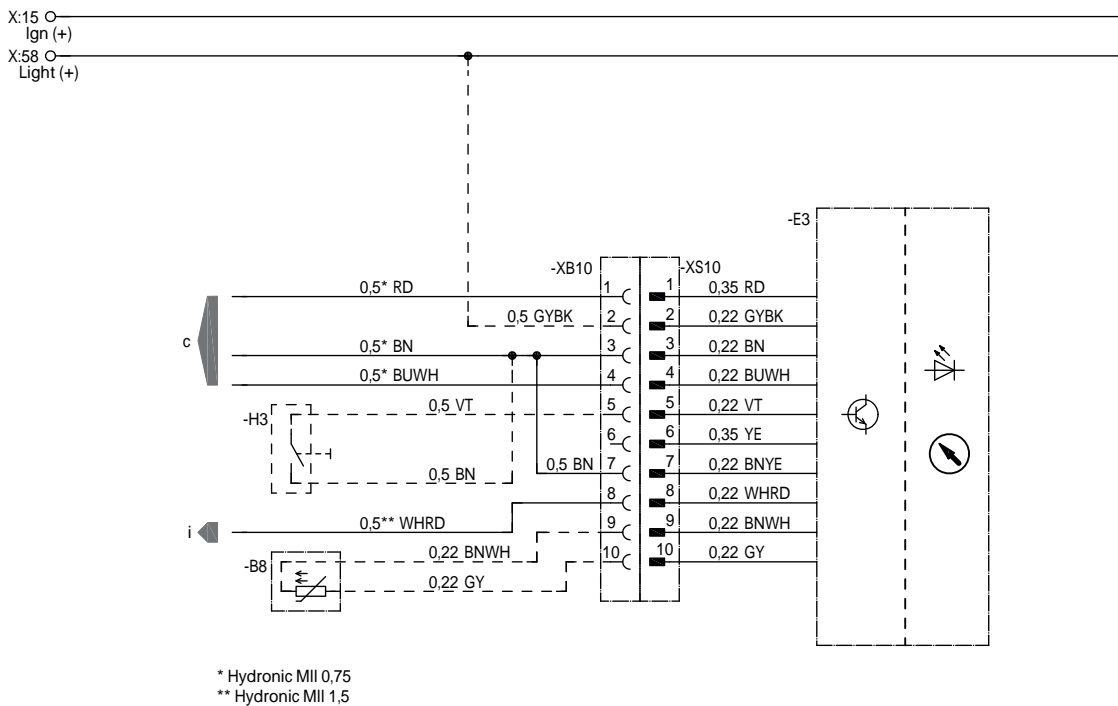 X:15
Ign (+)
X:58
Light (+)
-E3
-XB10 -XS10
1 1
0,5* RD 0,35 RD
0,5 GYBK 2 2 0,22 GYBK
0,5* BN 3 3 0,22 BN
c
0,5* BUWH 4 4 0,22 BUWH
-H3 0,5 VT 5 5 0,22 VT
6 6 0,35 YE
0,5 BN 0,5 BN 7 7 0,22 BNYE
8 8 0,22 WHRD
i 0,5** WHRD 9 9 0,22 BNWH
-B8 0,22 BNWH 10 10 0,22 GY
0,22 GY
* Hydronic MII 0,75
** Hydronic MII 1,5